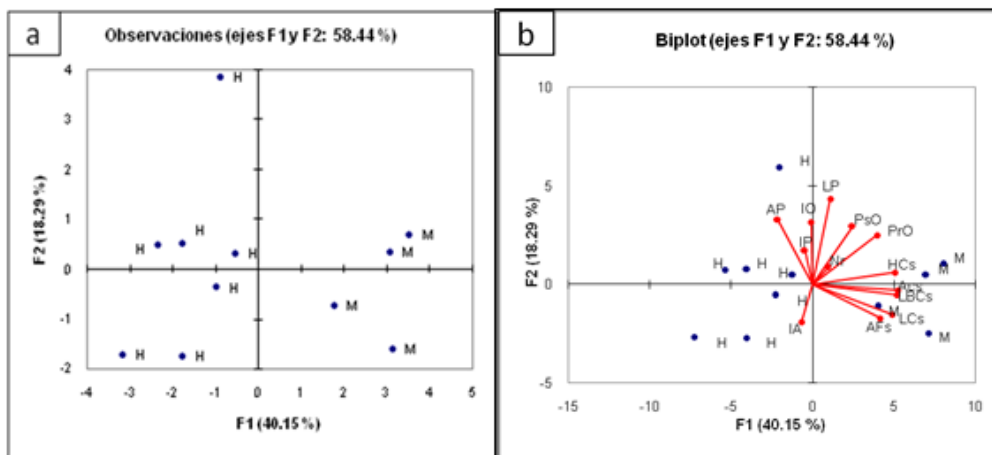 a
Observaciones (ejes F1 y F2: 58.44 %)
4
3
2
1
0
-1
-2
-4 -3 -2 -1 0 1 2 3 4 5
F2 (18.29 %)
F1 (40.15 %)
H
H
H
H
H
H
H
M
M
M
M
b
Biplot (ejes F1 y F2: 58.44 %)
10
5
0
-5
-15 -10 -5 0 5 10
F2 (18.29 %)
F1 (40.15 %)
H
LP
AP IO
PsO
PrO
IP
Nr
HCs
H H H
M
M
LBCs
H
M
IA
AFs
LCs
H H
M